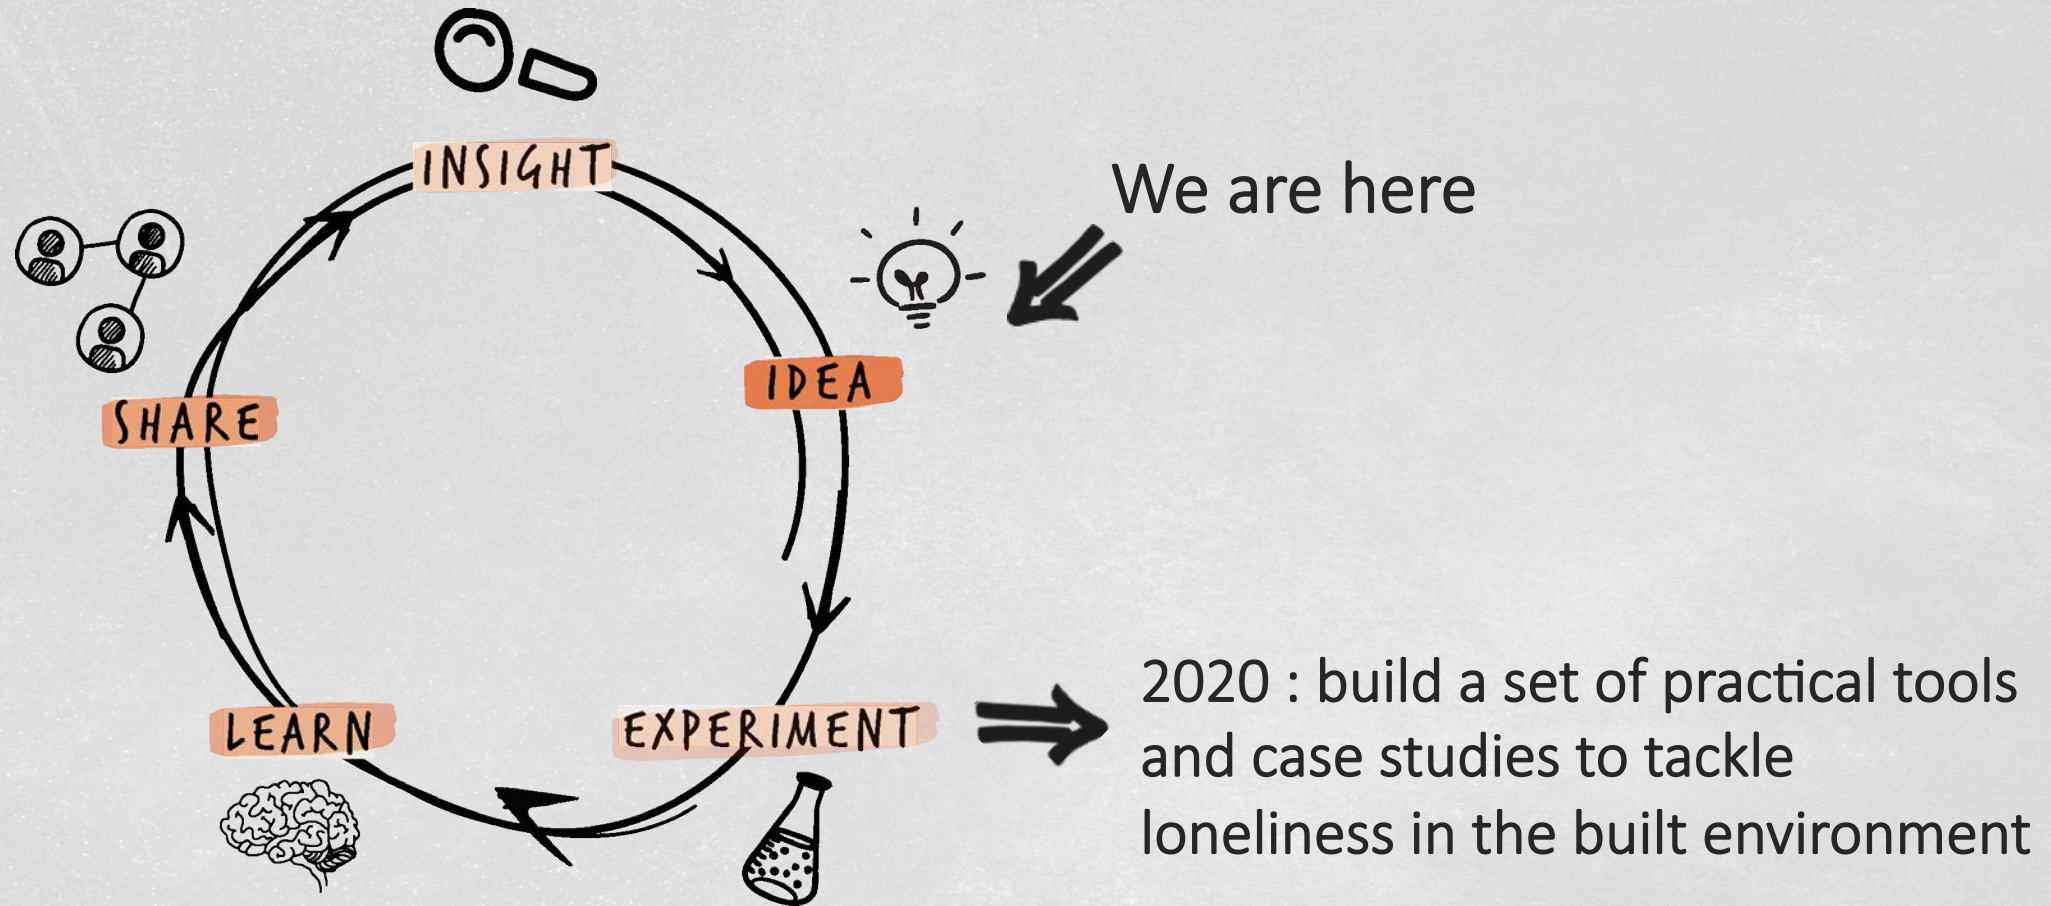 INSIGHT
We are here
IDEA
SHARE
LEARN
EXPERIMENT
2020 : build a set of practical tools
and case studies to tackle
loneliness in the built environment